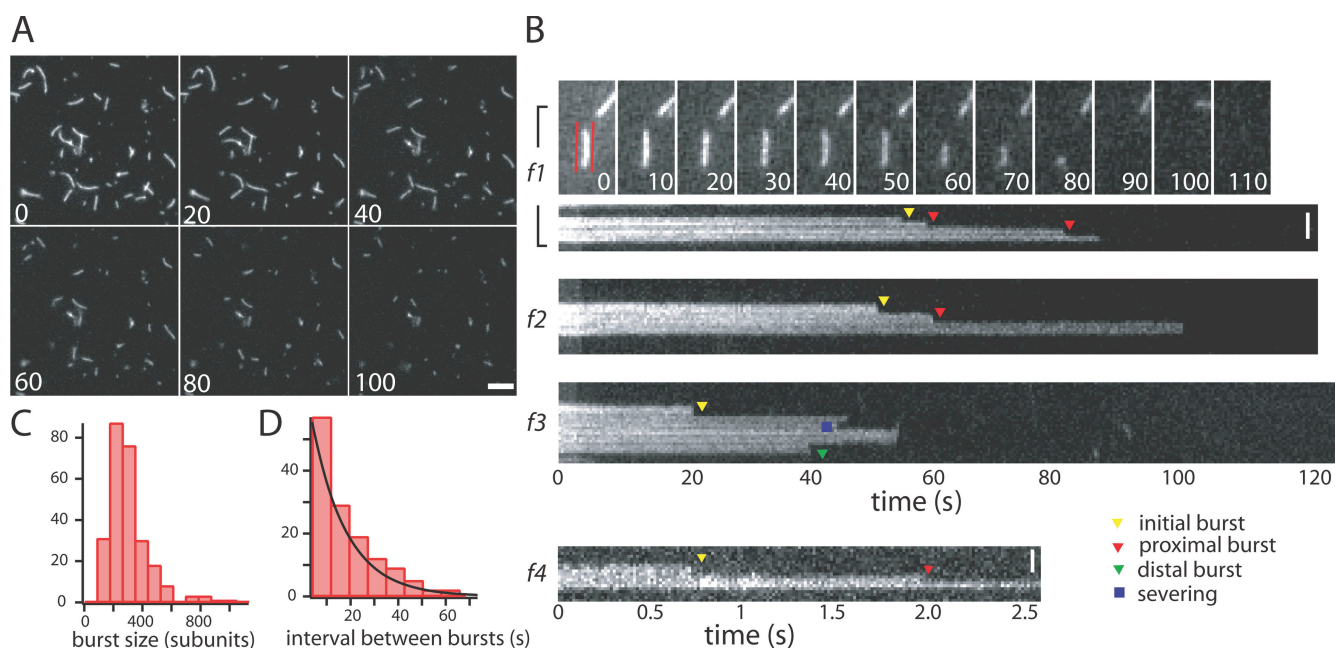 A
B
0
20
40
60
80
100
f1
0 10 20 30 40 50 60 70 80 90 100 110
f2
f3
0 20 40 60 80 100 120
time (s)
f4
0 0.5 1 1.5 2.0 2.5
time (s)
initial burst
proximal burst
distal burst
severing
C
80
60
40
20
0
0 400 800
burst size (subunits)
D
40
20
0
20 40 60
interval between bursts (s)